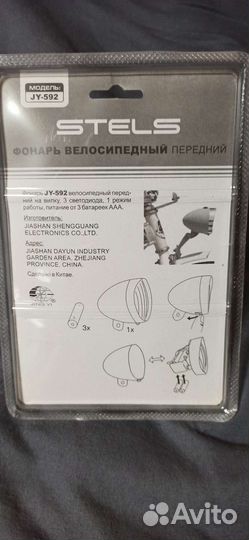 МОДЕЛЬ:
JY-592
STELS
ФОНАРЬ ВЕЛОСИПЕДНЫЙ ПЕРЕДНИЙ
Фонарь JY-592 велосипедный перед-
ний на вилку, 3 светодиода, 1 режим
работы, питание от 3 батареек ААА.
Изготовитель:
JIASHAN SHENGGUANG
ELECTRONICS CO.,LTD.
Адрес:
JIASHAN DAYUN INDUSTRY
GARDEN AREA, ZHEJIANG
PROVINCE, CHINA.
Сделано в Китае.
3x
1x
Avito